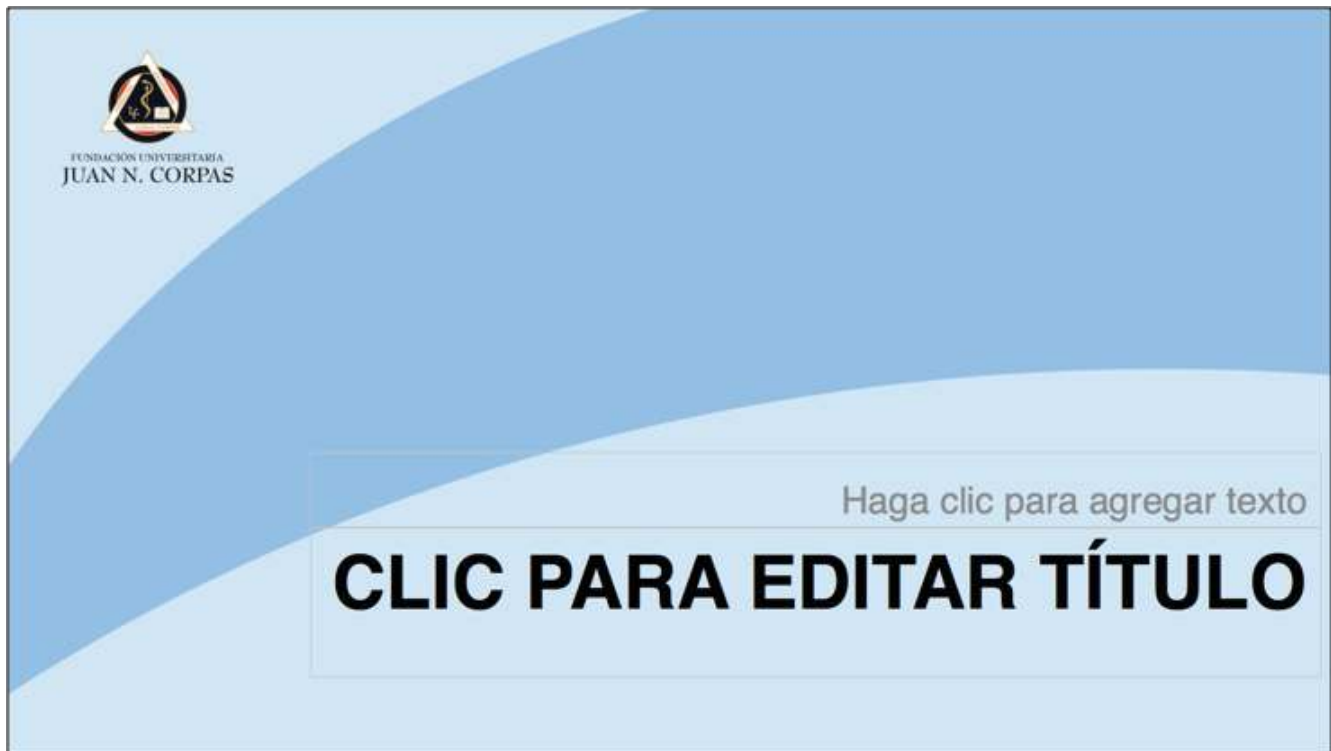 FUNDACIÓN UNIVERSITARIA
JUAN N. CORPAS
Haga clic para agregar texto
CLIC PARA EDITAR TÍTULO